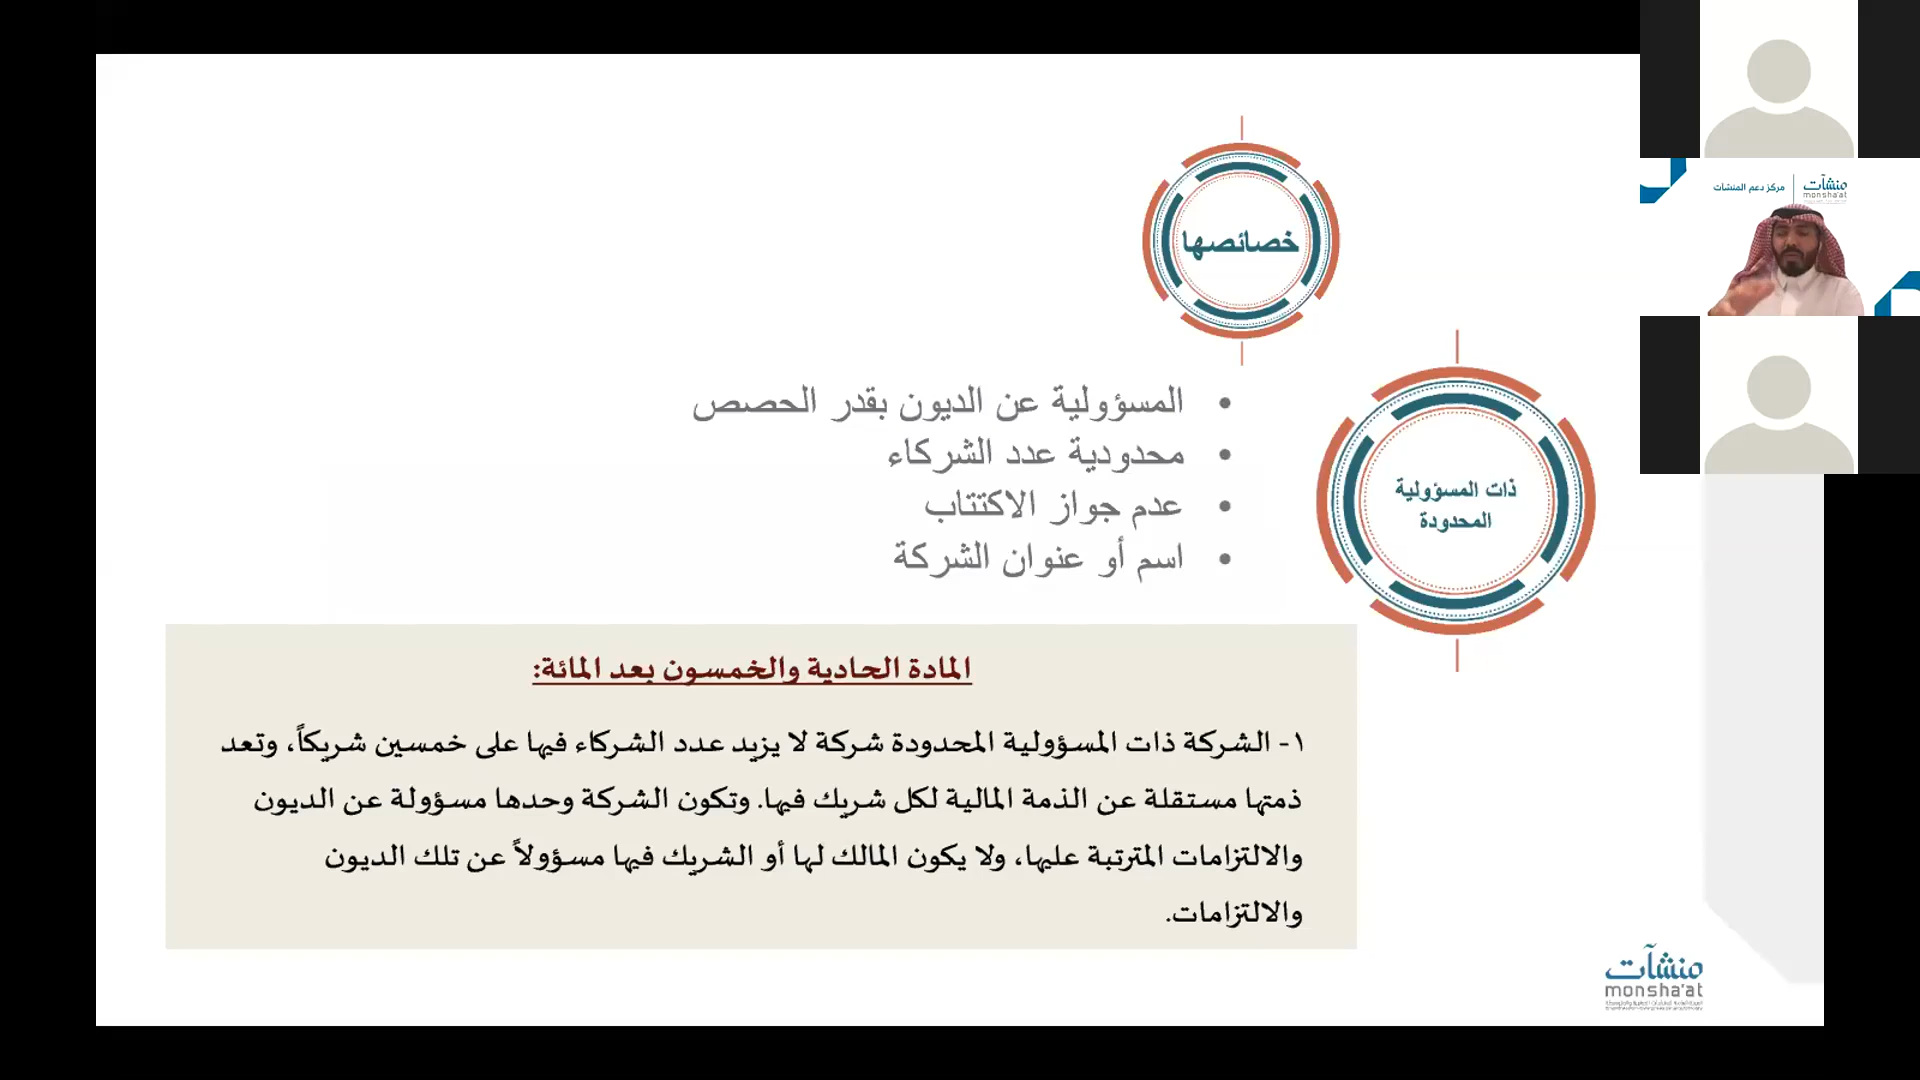 خصائصها
ذات المسؤولية
المحدودة
• المسؤولية عن الديون بقدر الحصص
• محدودية عدد الشركاء
• عدم جواز الاكتتاب
• اسم أو عنوان الشركة
المادة الحادية والخمسون بعد المائة:
١- الشركة ذات المسؤولية المحدودة شركة لا يزيد عدد الشركاء فيها على خمسين شريكاً، وتعد
ذمتها مستقلة عن الذمة المالية لكل شريك فيها. وتكون الشركة وحدها مسؤولة عن الديون
والالتزامات المترتبة عليها، ولا يكون المالك لها أو الشريك فيها مسؤولاً عن تلك الديون
والالتزامات.
منشآت
monsha'at
مركز دعم المنشآت
منشآت
monsha'at